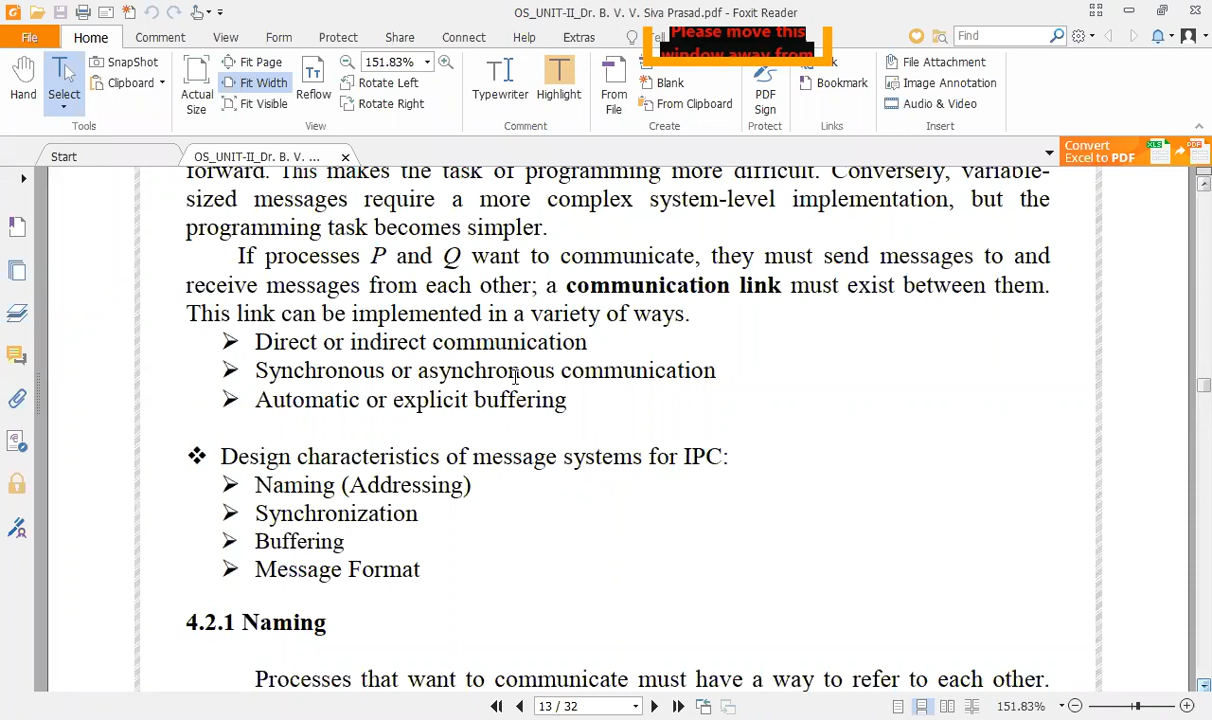 OS_UNIT-II_Dr. B. V. V. Siva Prasad.pdf - Foxit Reader
File Home Comment View Form Protect Share Connect Help Extras Tell Find
Please move this
window away from
Hand
Select
SnapShot
Clipboard
Tools
Actual
Size
Fit Page
Fit Width
Fit Visible
Reflow
151.83%
Rotate Left
Rotate Right
View
Typewriter
Highlight
Comment
From
File
Blank
From Clipboard
Create
PDF
Sign
Protect
Bookmark
Links
File Attachment
Image Annotation
Audio & Video
Insert
Start
OS_UNIT-II_Dr. B. V. V. ...
Convert
Excel to PDF
XLS
PDF
forward. This makes the task of programming more difficult. Conversely, variable-
sized messages require a more complex system-level implementation, but the
programming task becomes simpler.
If processes P and Q want to communicate, they must send messages to and
receive messages from each other; a communication link must exist between them.
This link can be implemented in a variety of ways.
➢ Direct or indirect communication
➢ Synchronous or asynchronous communication
➢ Automatic or explicit buffering
❖ Design characteristics of message systems for IPC:
➢ Naming (Addressing)
➢ Synchronization
➢ Buffering
➢ Message Format
4.2.1 Naming
Processes that want to communicate must have a way to refer to each other.
13 / 32
151.83%